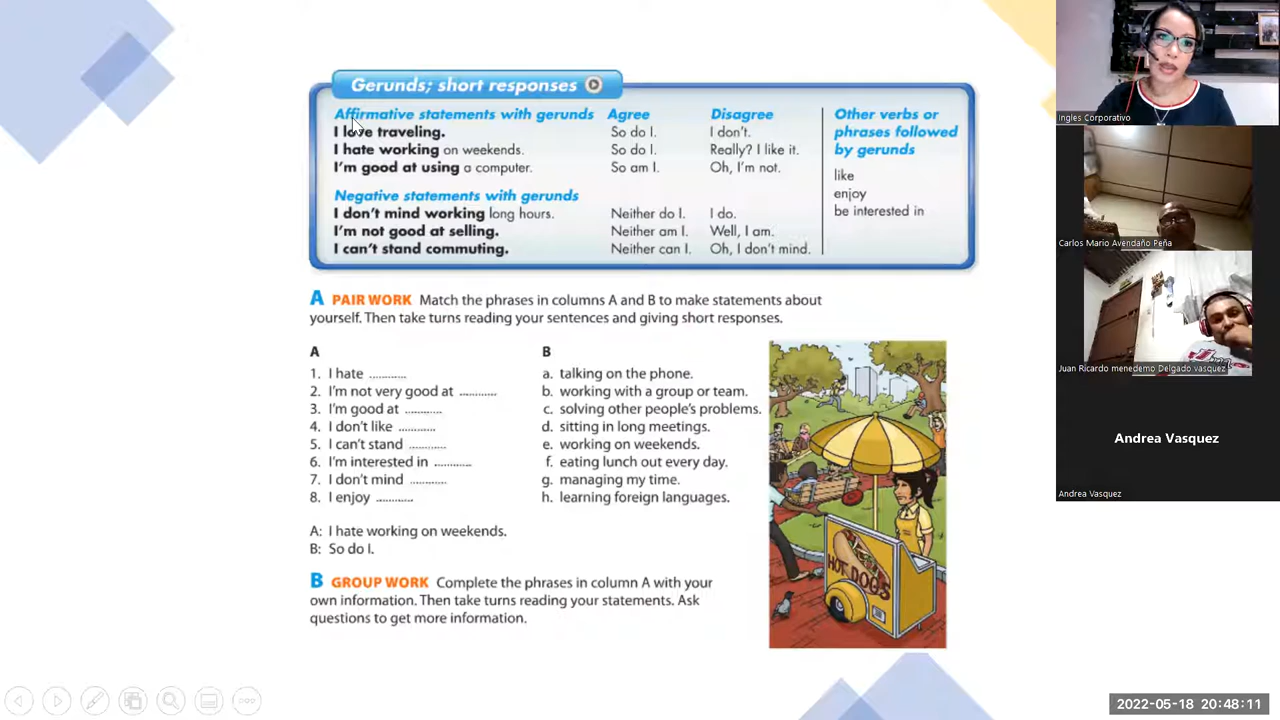 Gerunds; short responses
Affirmative statements with gerunds Agree Disagree
I love traveling. So do I. I don't.
I hate working on weekends. So do I. Really? I like it.
I'm good at using a computer. So am I. Oh, I'm not.
Negative statements with gerunds
I don't mind working long hours. Neither do I. I do.
I'm not good at selling. Neither am I. Well, I am.
I can't stand commuting. Neither can I. Oh, I don't mind.
Other verbs or
phrases followed
by gerunds
like
enjoy
be interested in
A PAIR WORK Match the phrases in columns A and B to make statements about
yourself. Then take turns reading your sentences and giving short responses.
A
1. I hate ...........
2. I'm not very good at ...........
3. I'm good at ...........
4. I don't like ...........
5. I can't stand ...........
6. I'm interested in ...........
7. I don't mind ...........
8. I enjoy ...........
B
a. talking on the phone.
b. working with a group or team.
c. solving other people's problems.
d. sitting in long meetings.
e. working on weekends.
f. eating lunch out every day.
g. managing my time.
h. learning foreign languages.
A: I hate working on weekends.
B: So do I.
B GROUP WORK Complete the phrases in column A with your
own information. Then take turns reading your statements. Ask
questions to get more information.
HOT DOGS
Ingles Corporativo
Carlos Mario Avendaño Peña
Juan Ricardo menedemo Delgado vasquez
Andrea Vasquez
Andrea Vasquez
2022-05-18 20:48:11